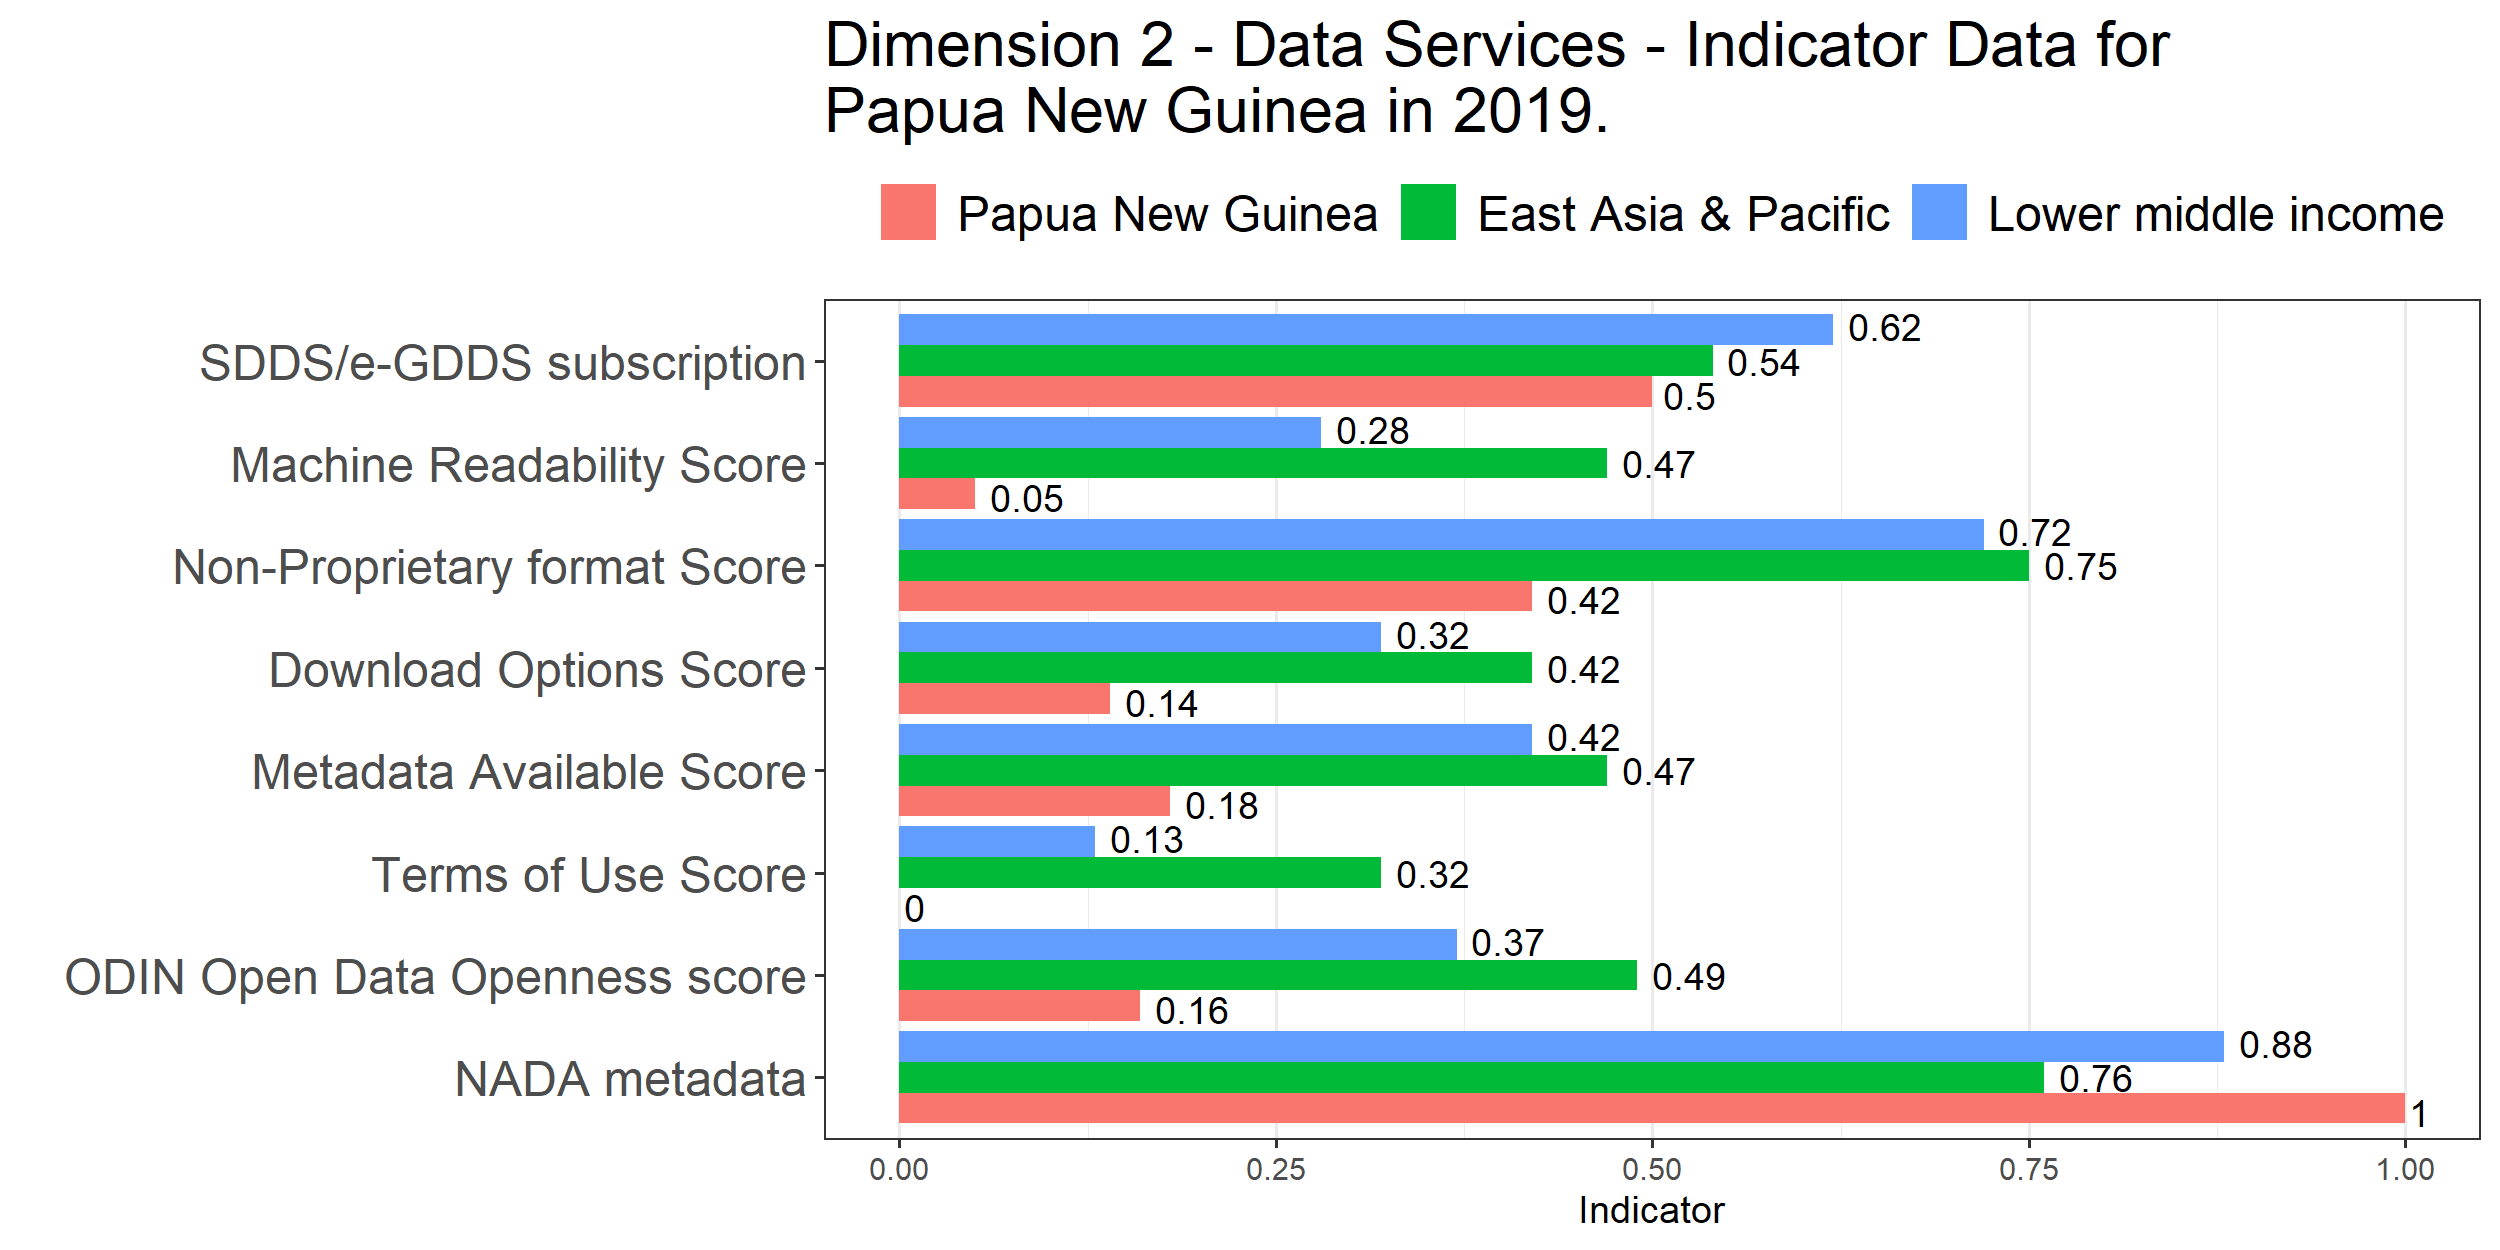 Dimension 2 - Data Services - Indicator Data for
Papua New Guinea in 2019.
Papua New Guinea East Asia & Pacific Lower middle income
SDDS/e-GDDS subscription
0.62
0.54
0.5
Machine Readability Score
0.28
0.47
0.05
Non-Proprietary format Score
0.72
0.75
0.42
Download Options Score
0.32
0.42
0.14
Metadata Available Score
0.42
0.47
0.18
Terms of Use Score
0.13
0.32
0
ODIN Open Data Openness score
0.37
0.49
0.16
NADA metadata
0.88
0.76
1
0.00 0.25 0.50 0.75 1.00
Indicator